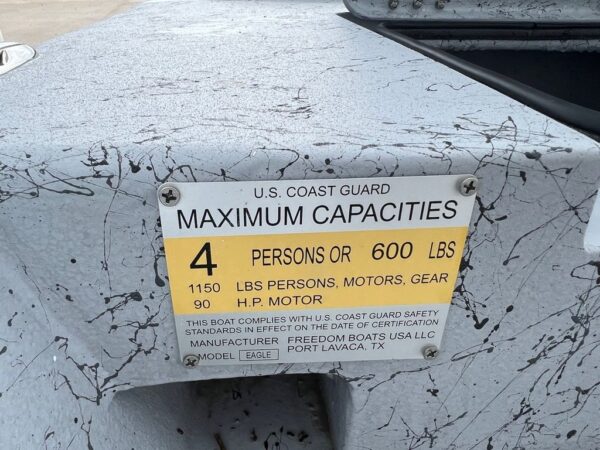 U.S. COAST GUARD
MAXIMUM CAPACITIES
4 PERSONS OR 600 LBS
1150 LBS PERSONS, MOTORS, GEAR
90 H.P. MOTOR
THIS BOAT COMPLIES WITH U.S. COAST GUARD SAFETY
STANDARDS IN EFFECT ON THE DATE OF CERTIFICATION
MANUFACTURER FREEDOM BOATS USA LLC
PORT LAVACA, TX
MODEL EAGLE